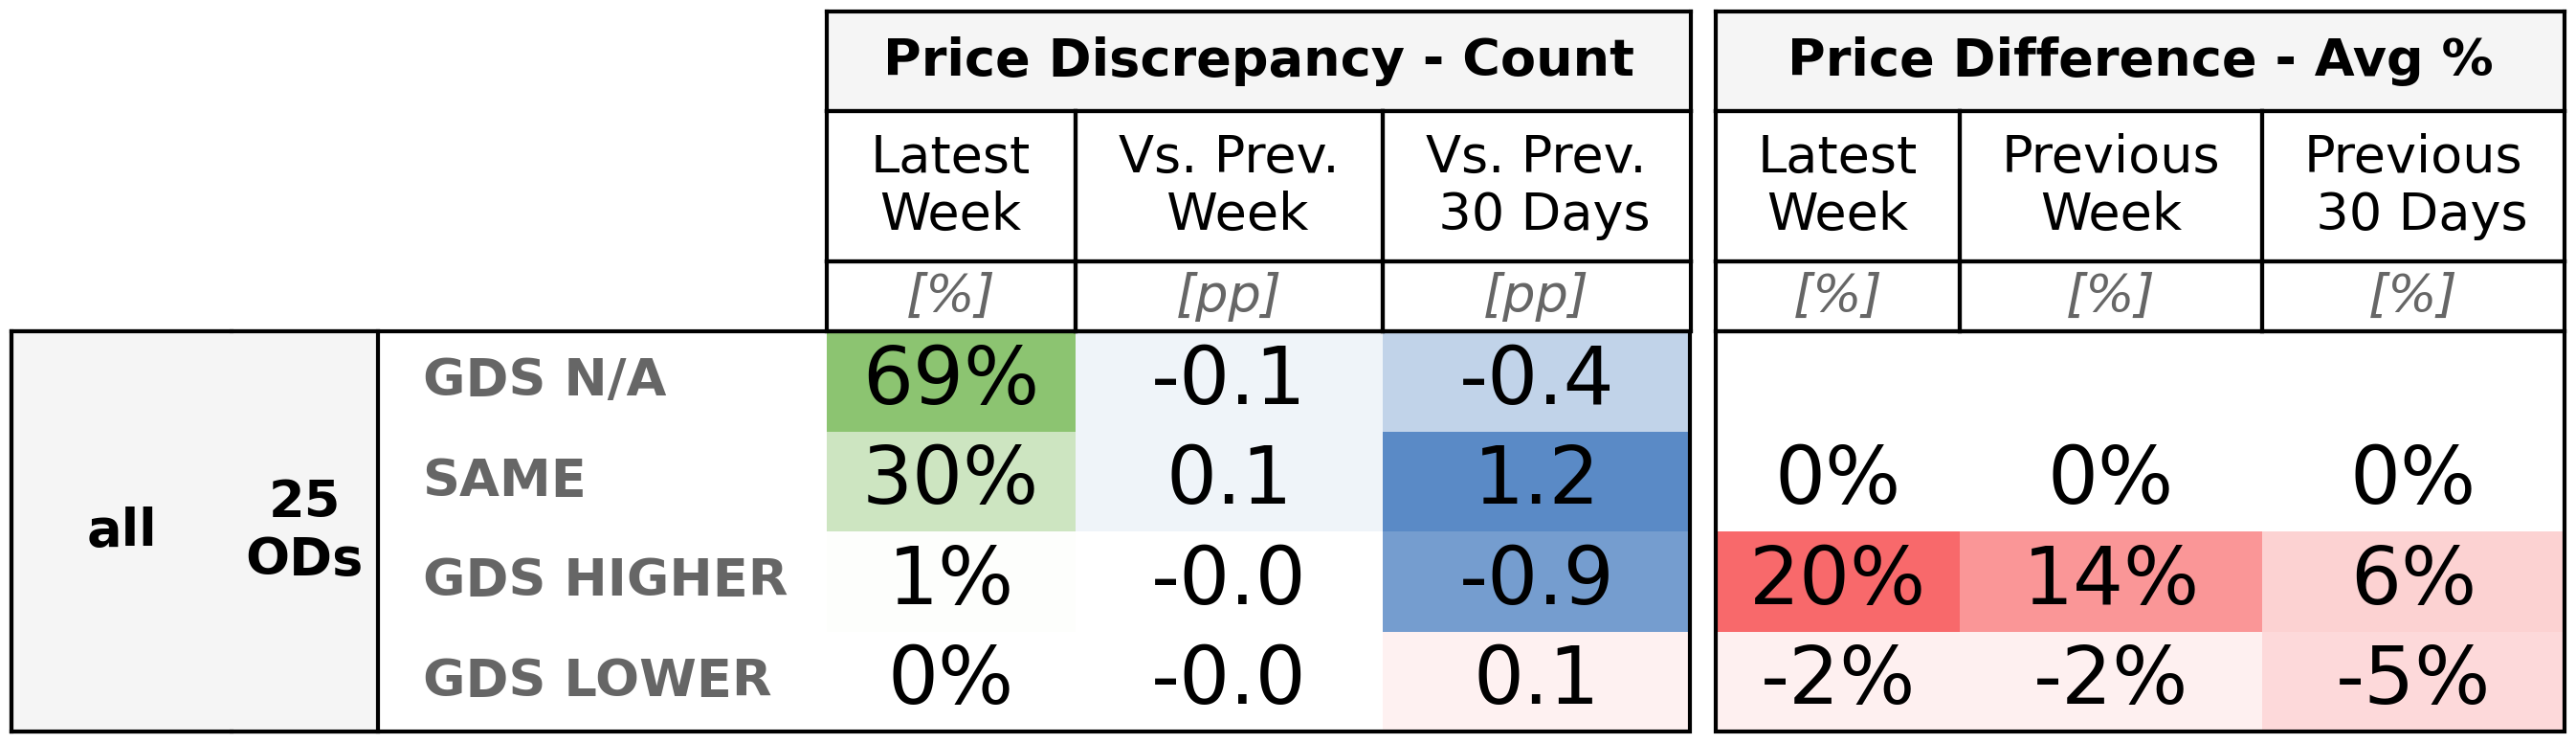 Price Discrepancy - Count Price Difference - Avg %
Latest Week Vs. Prev. Week Vs. Prev. 30 Days Latest Week Previous Week Previous 30 Days
[%] [pp] [pp] [%] [%] [%]
all 25 ODs
GDS N/A 69% -0.1 -0.4
SAME 30% 0.1 1.2 0% 0% 0%
GDS HIGHER 1% -0.0 -0.9 20% 14% 6%
GDS LOWER 0% -0.0 0.1 -2% -2% -5%